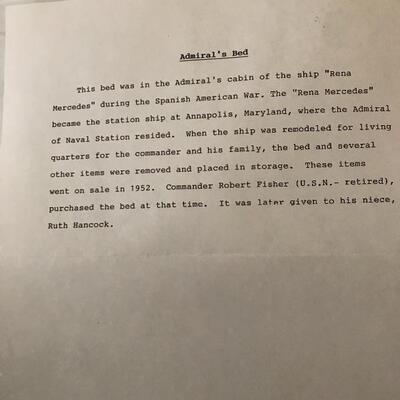 Admiral's Bed
This bed was in the Admiral's cabin of the ship "Rena
Mercedes" during the Spanish American War. The "Rena Mercedes"
became the station ship at Annapolis, Maryland, where the Admiral
of Naval Station resided. When the ship was remodeled for living
quarters for the commander and his family, the bed and several
other items were removed and placed in storage. These items
went on sale in 1952. Commander Robert Fisher (U.S.N.- retired),
purchased the bed at that time. It was later given to his niece,
Ruth Hancock.